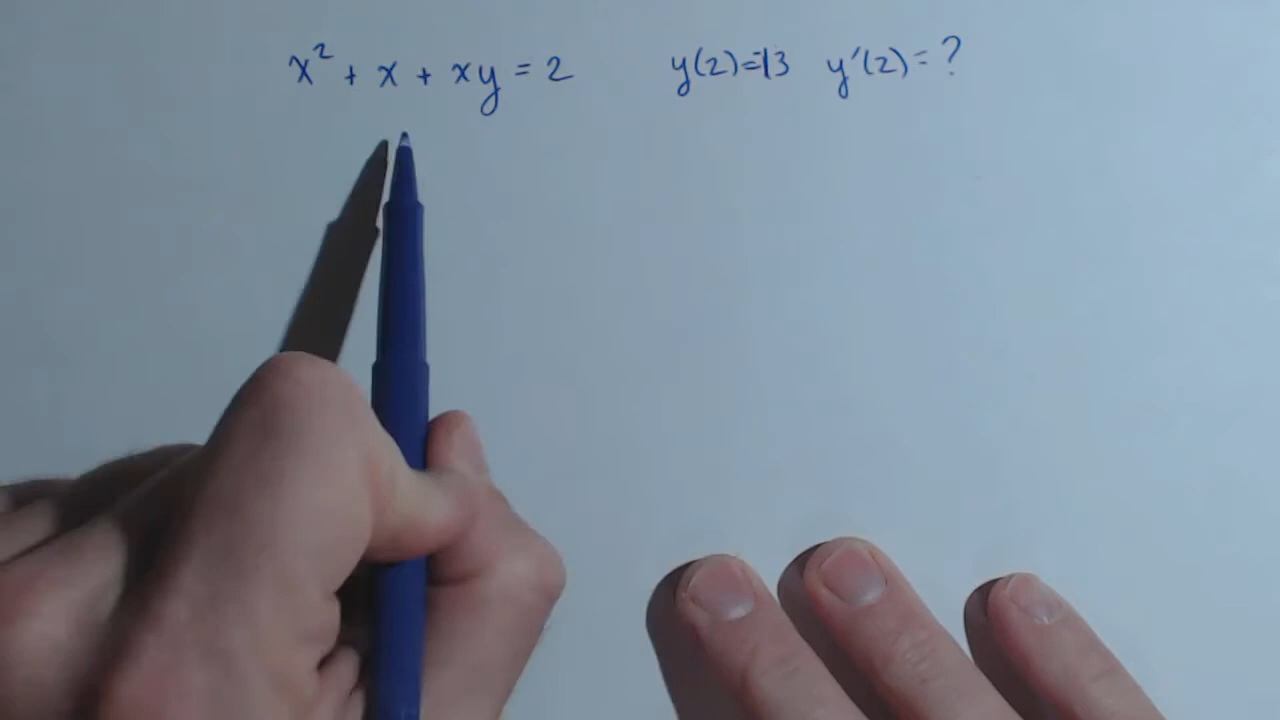 x² + x + xy = 2 y(2)=-13 y'(2)=?